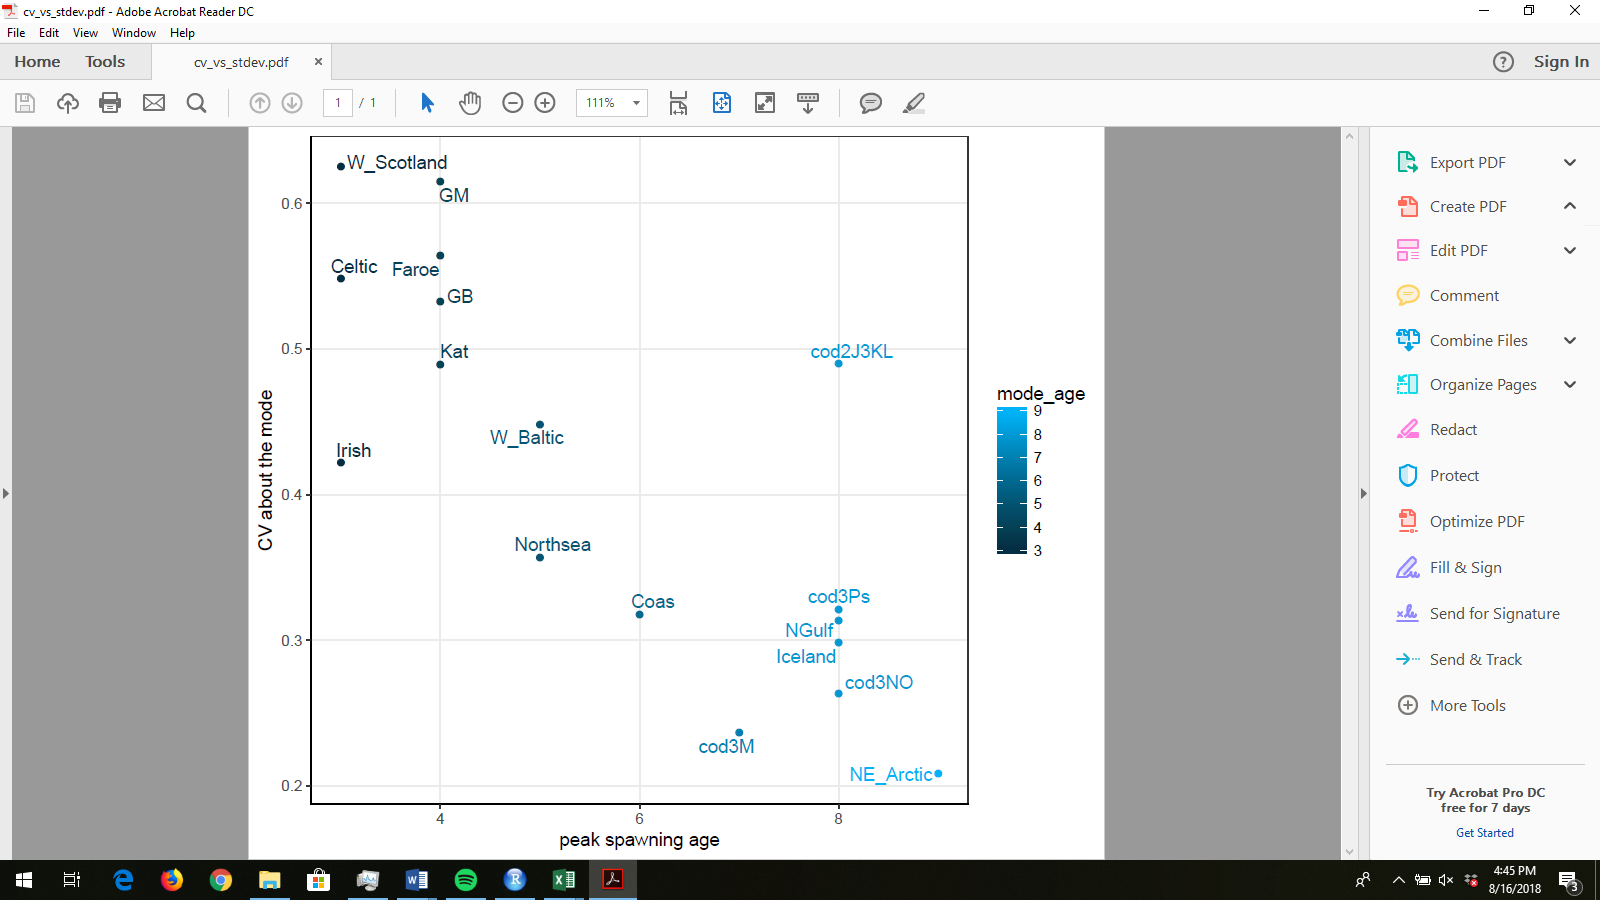 cv_vs_stdev.pdf - Adobe Acrobat Reader DC
File Edit View Window Help
Home Tools cv_vs_stdev.pdf × ? Sign In
1 / 1 111%
W_Scotland
GM
0.6
Celtic
Faroe
GB
Kat
0.5
cod2J3KL
W_Baltic
Irish
0.4
Northsea
Coas
cod3Ps
NGulf
0.3
Iceland
cod3NO
cod3M
NE_Arctic
0.2
4 6 8
peak spawning age
CV about the mode
mode_age
9
8
7
6
5
4
3
Export PDF
Create PDF
Edit PDF
Comment
Combine Files
Organize Pages
Redact
Protect
Optimize PDF
Fill & Sign
Send for Signature
Send & Track
More Tools
Try Acrobat Pro DC
free for 7 days
Get Started
4:45 PM
8/16/2018
3